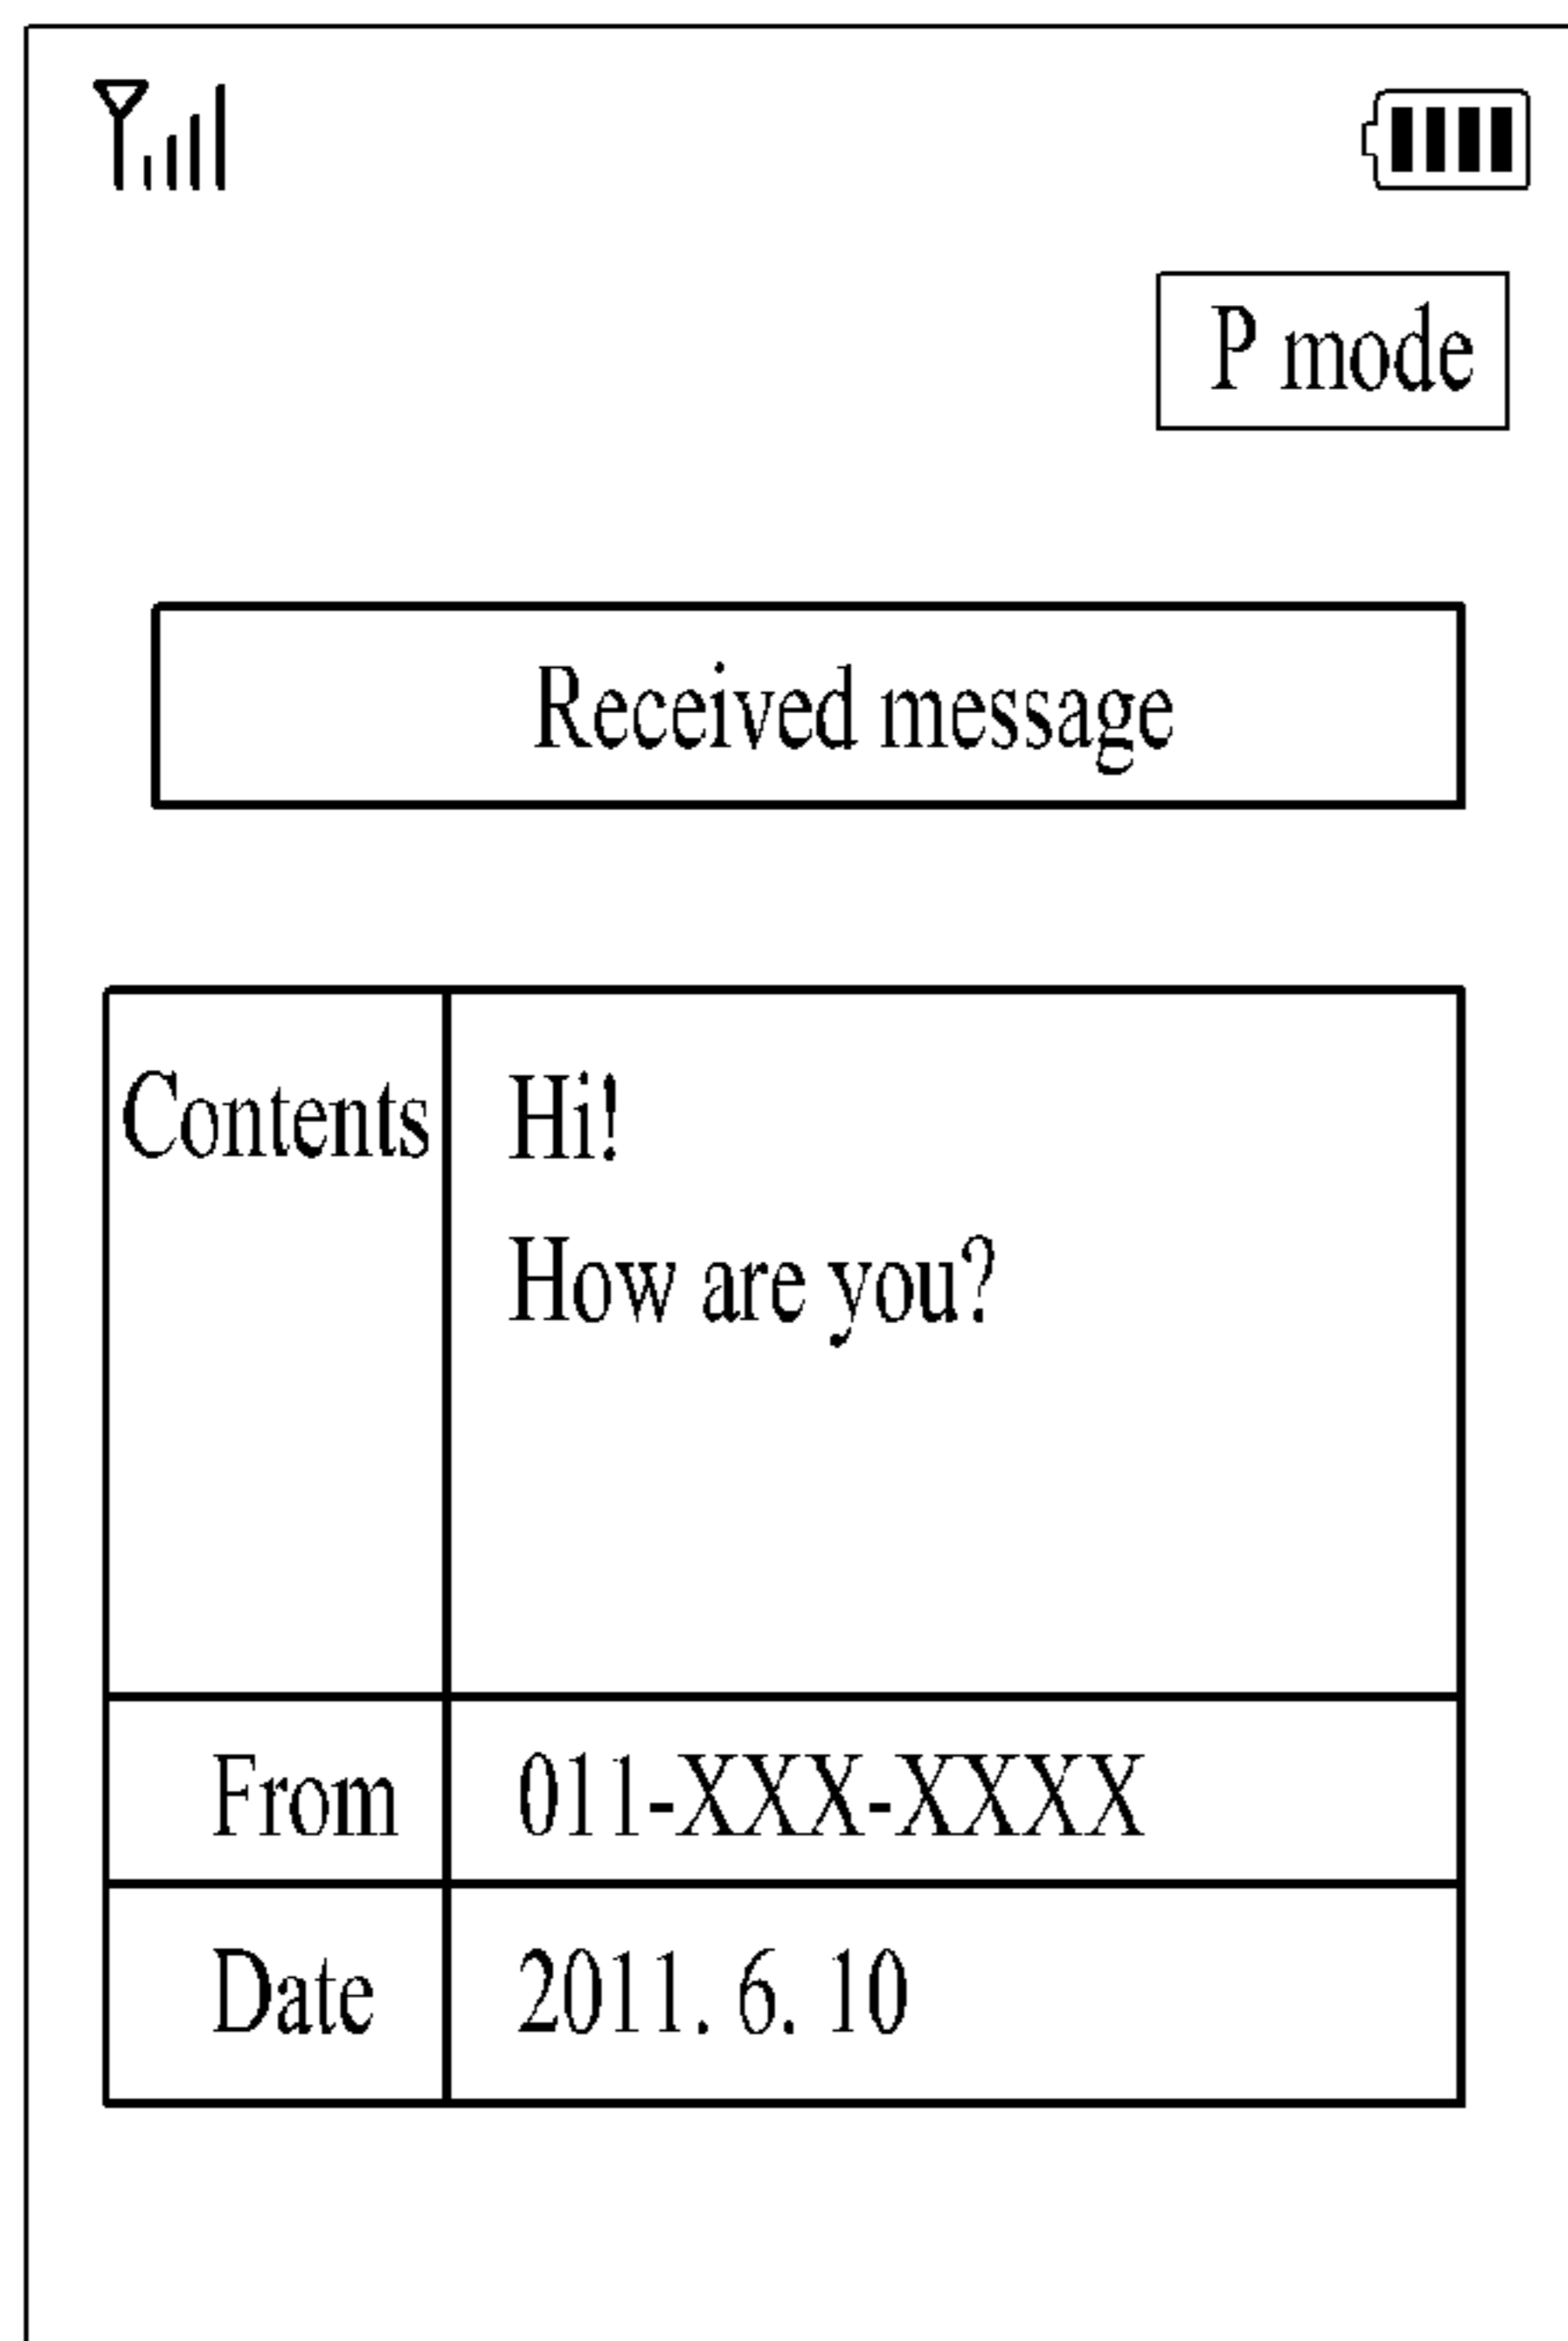 P mode
Received message
Contents
Hi!
How are you?
From
011-XXX-XXXX
Date
2011. 6. 10